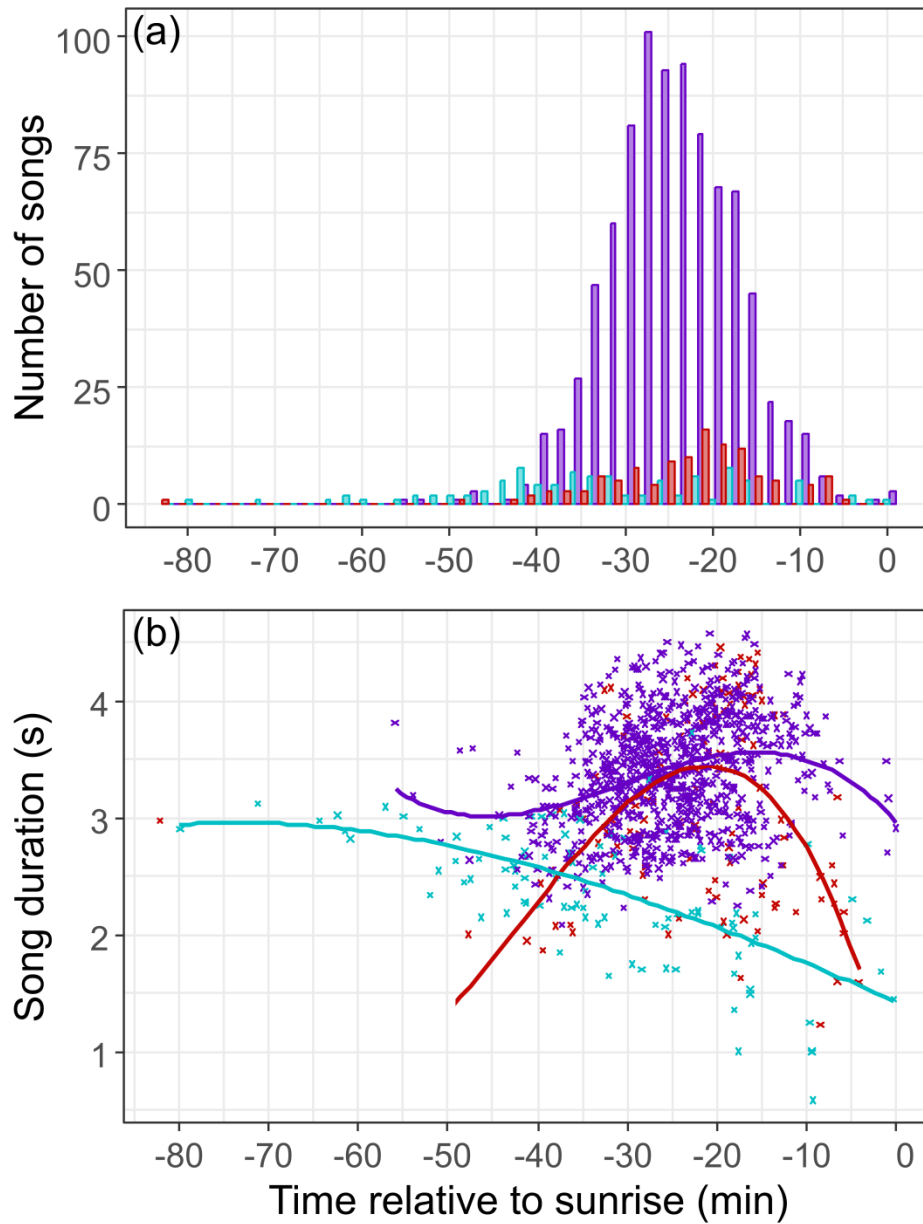 (a)
Number of songs
100
75
50
25
0
-80 -70 -60 -50 -40 -30 -20 -10 0
(b)
Song duration (s)
4
3
2
1
-80 -70 -60 -50 -40 -30 -20 -10 0
Time relative to sunrise (min)